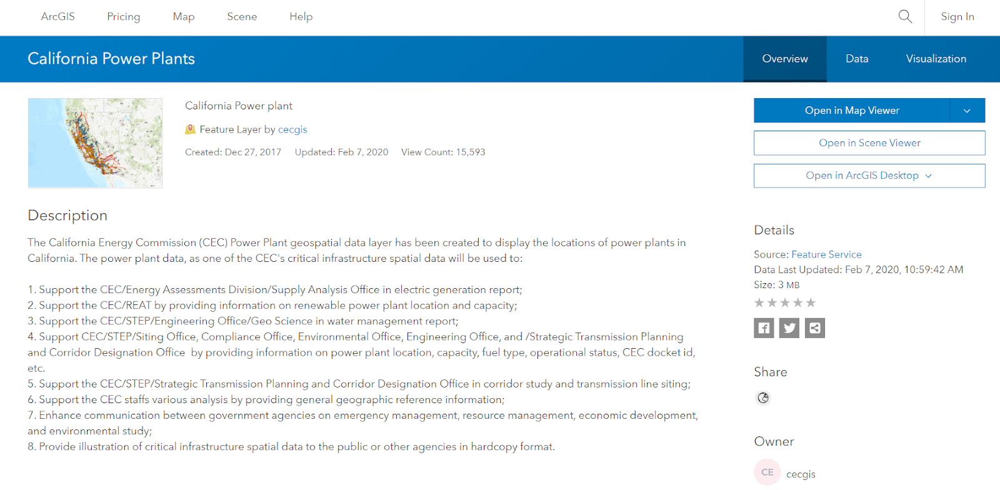 ArcGIS Pricing Map Scene Help Sign In
California Power Plants Overview Data Visualization
California Power plant
Feature Layer by cecgis
Created: Dec 27, 2017 Updated: Feb 7, 2020 View Count: 15,593
Open in Map Viewer
Open in Scene Viewer
Open in ArcGIS Desktop
Description
The California Energy Commission (CEC) Power Plant geospatial data layer has been created to display the locations of power plants in
California. The power plant data, as one of the CEC's critical infrastructure spatial data will be used to:
1. Support the CEC/Energy Assessments Division/Supply Analysis Office in electric generation report;
2. Support the CEC/REAT by providing information on renewable power plant location and capacity;
3. Support the CEC/STEP/Engineering Office/Geo Science in water management report;
4. Support CEC/STEP/Siting Office, Compliance Office, Environmental Office, Engineering Office, and /Strategic Transmission Planning
and Corridor Designation Office  by providing information on power plant location, capacity, fuel type, operational status, CEC docket id,
etc.
5. Support the CEC/STEP/Strategic Transmission Planning and Corridor Designation Office in corridor study and transmission line siting;
6. Support the CEC staffs various analysis by providing general geographic reference information;
7. Enhance communication between government agencies on emergency management, resource management, economic development,
and environmental study;
8. Provide illustration of critical infrastructure spatial data to the public or other agencies in hardcopy format.
Details
Source: Feature Service
Data Last Updated: Feb 7, 2020, 10:59:42 AM
Size: 3 MB
Share
Owner
CE cecgis